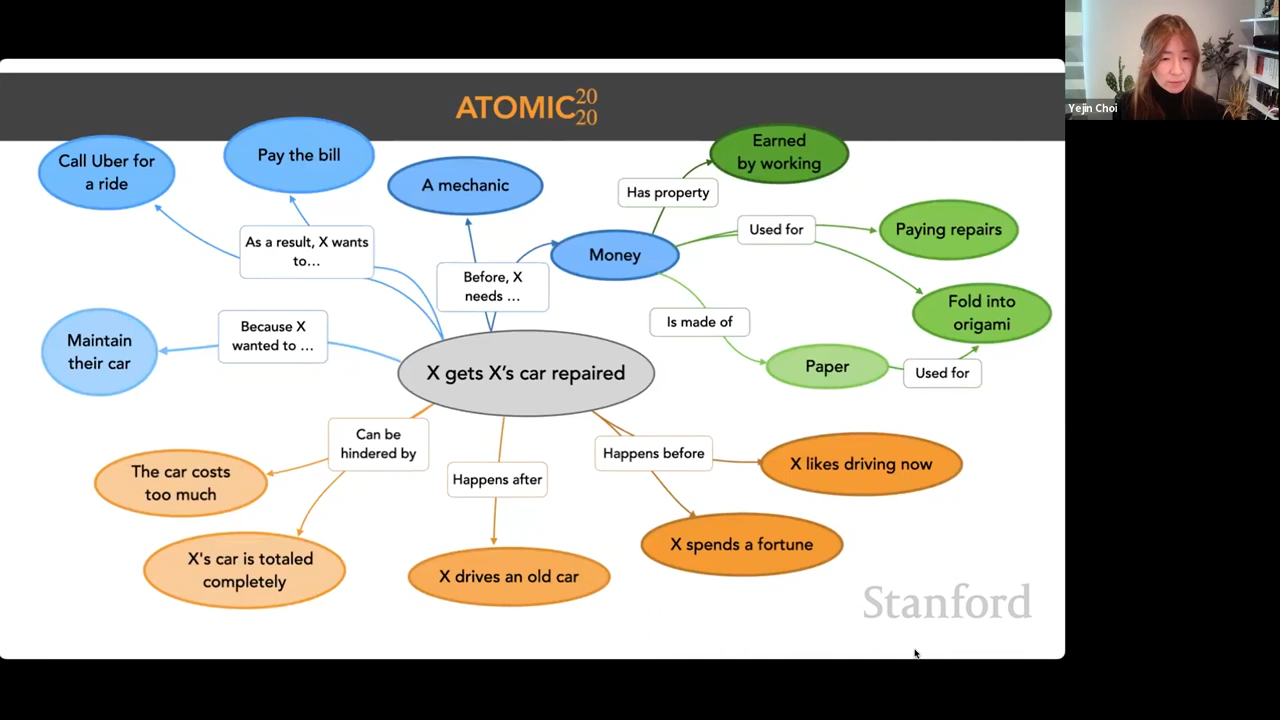 ATOMIC 20
20
Yejin Choi
Call Uber for
a ride
Pay the bill
A mechanic
Earned
by working
Has property
Used for
Paying repairs
As a result, X wants
to…
Before, X
needs …
Money
Fold into
origami
Is made of
Maintain
their car
Because X
wanted to …
X gets X's car repaired
Paper
Used for
Can be
hindered by
Happens after
Happens before
X likes driving now
The car costs
too much
X's car is totaled
completely
X drives an old car
X spends a fortune
Stanford